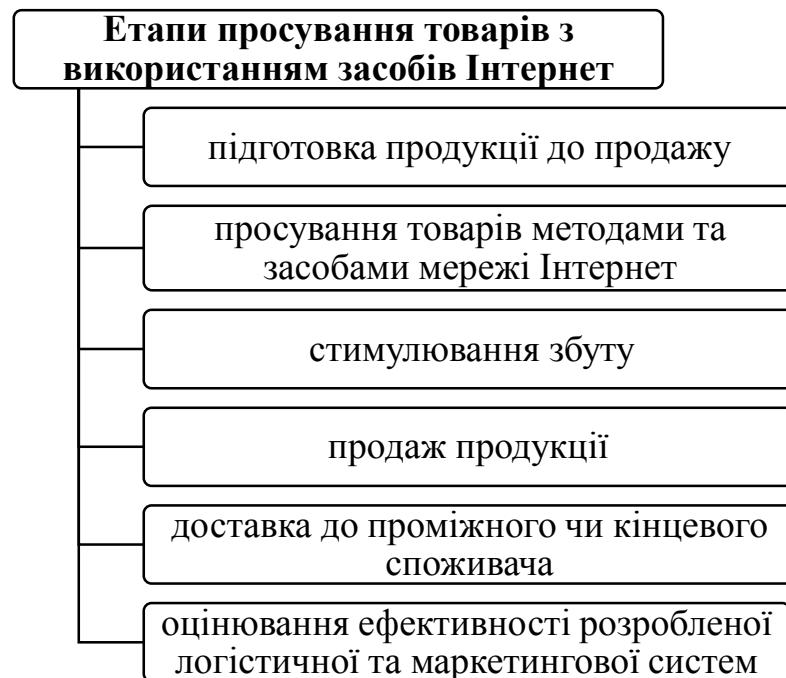 Етапи просування товарів з
використанням засобів Інтернет
підготовка продукції до продажу
просування товарів методами та
засобами мережі Інтернет
стимулювання збуту
продаж продукції
доставка до проміжного чи кінцевого
споживача
оцінювання ефективності розробленої
логістичної та маркетингової систем